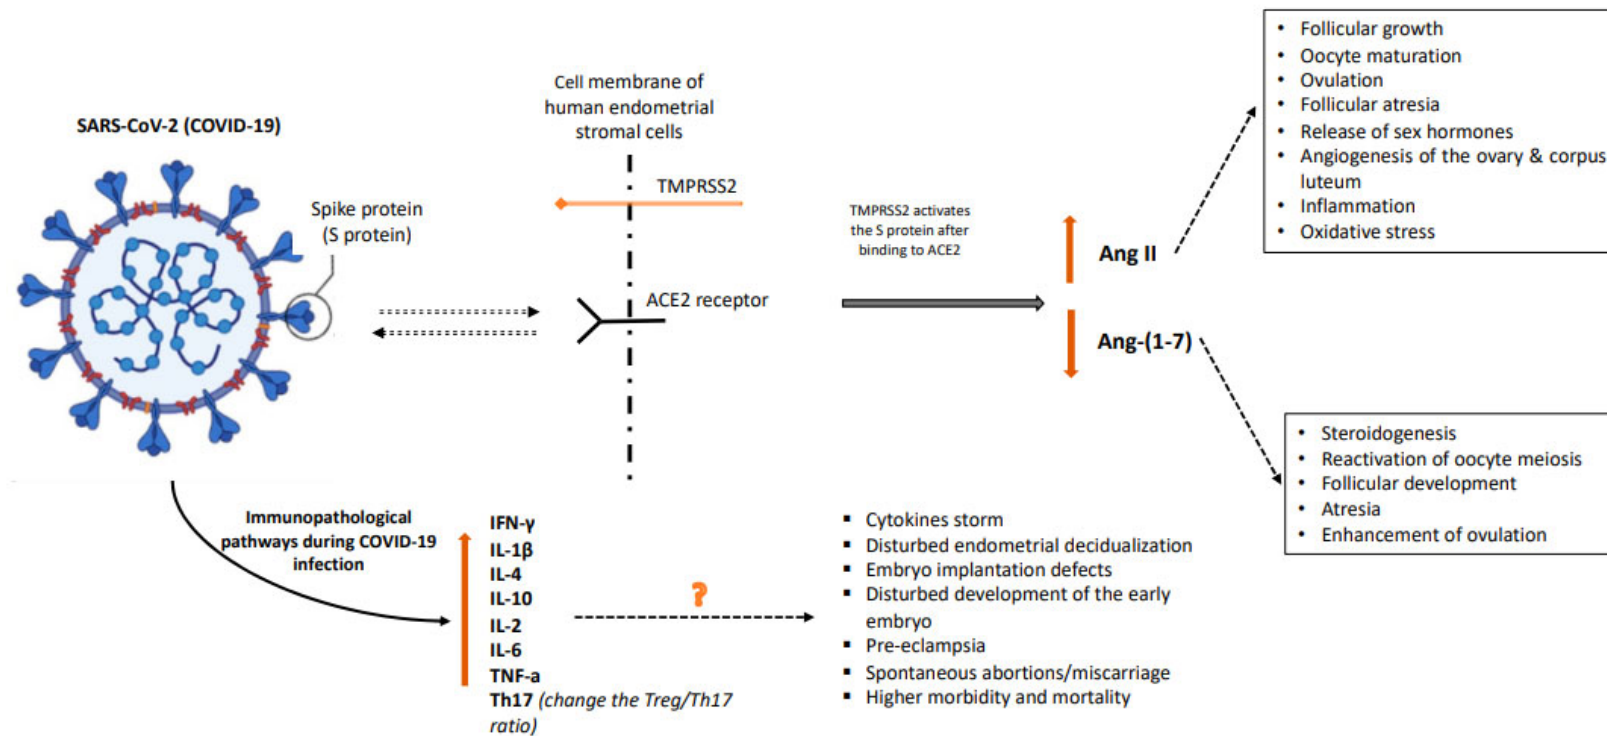 SARS-CoV-2 (COVID-19)
Spike protein
(S protein)
Cell membrane of
human endometrial
stromal cells
TMPRSS2
ACE2 receptor
TMPRSS2 activates
the S protein after
binding to ACE2
Ang II
Ang-(1-7)
• Follicular growth
• Oocyte maturation
• Ovulation
• Follicular atresia
• Release of sex hormones
• Angiogenesis of the ovary & corpus
luteum
• Inflammation
• Oxidative stress
• Steroidogenesis
• Reactivation of oocyte meiosis
• Follicular development
• Atresia
• Enhancement of ovulation
Immunopathological
pathways during COVID-19
infection
IFN-γ
IL-1β
IL-4
IL-10
IL-2
IL-6
TNF-a
Th17 (change the Treg/Th17
ratio)
?
▪ Cytokines storm
▪ Disturbed endometrial decidualization
▪ Embryo implantation defects
▪ Disturbed development of the early
embryo
▪ Pre-eclampsia
▪ Spontaneous abortions/miscarriage
▪ Higher morbidity and mortality